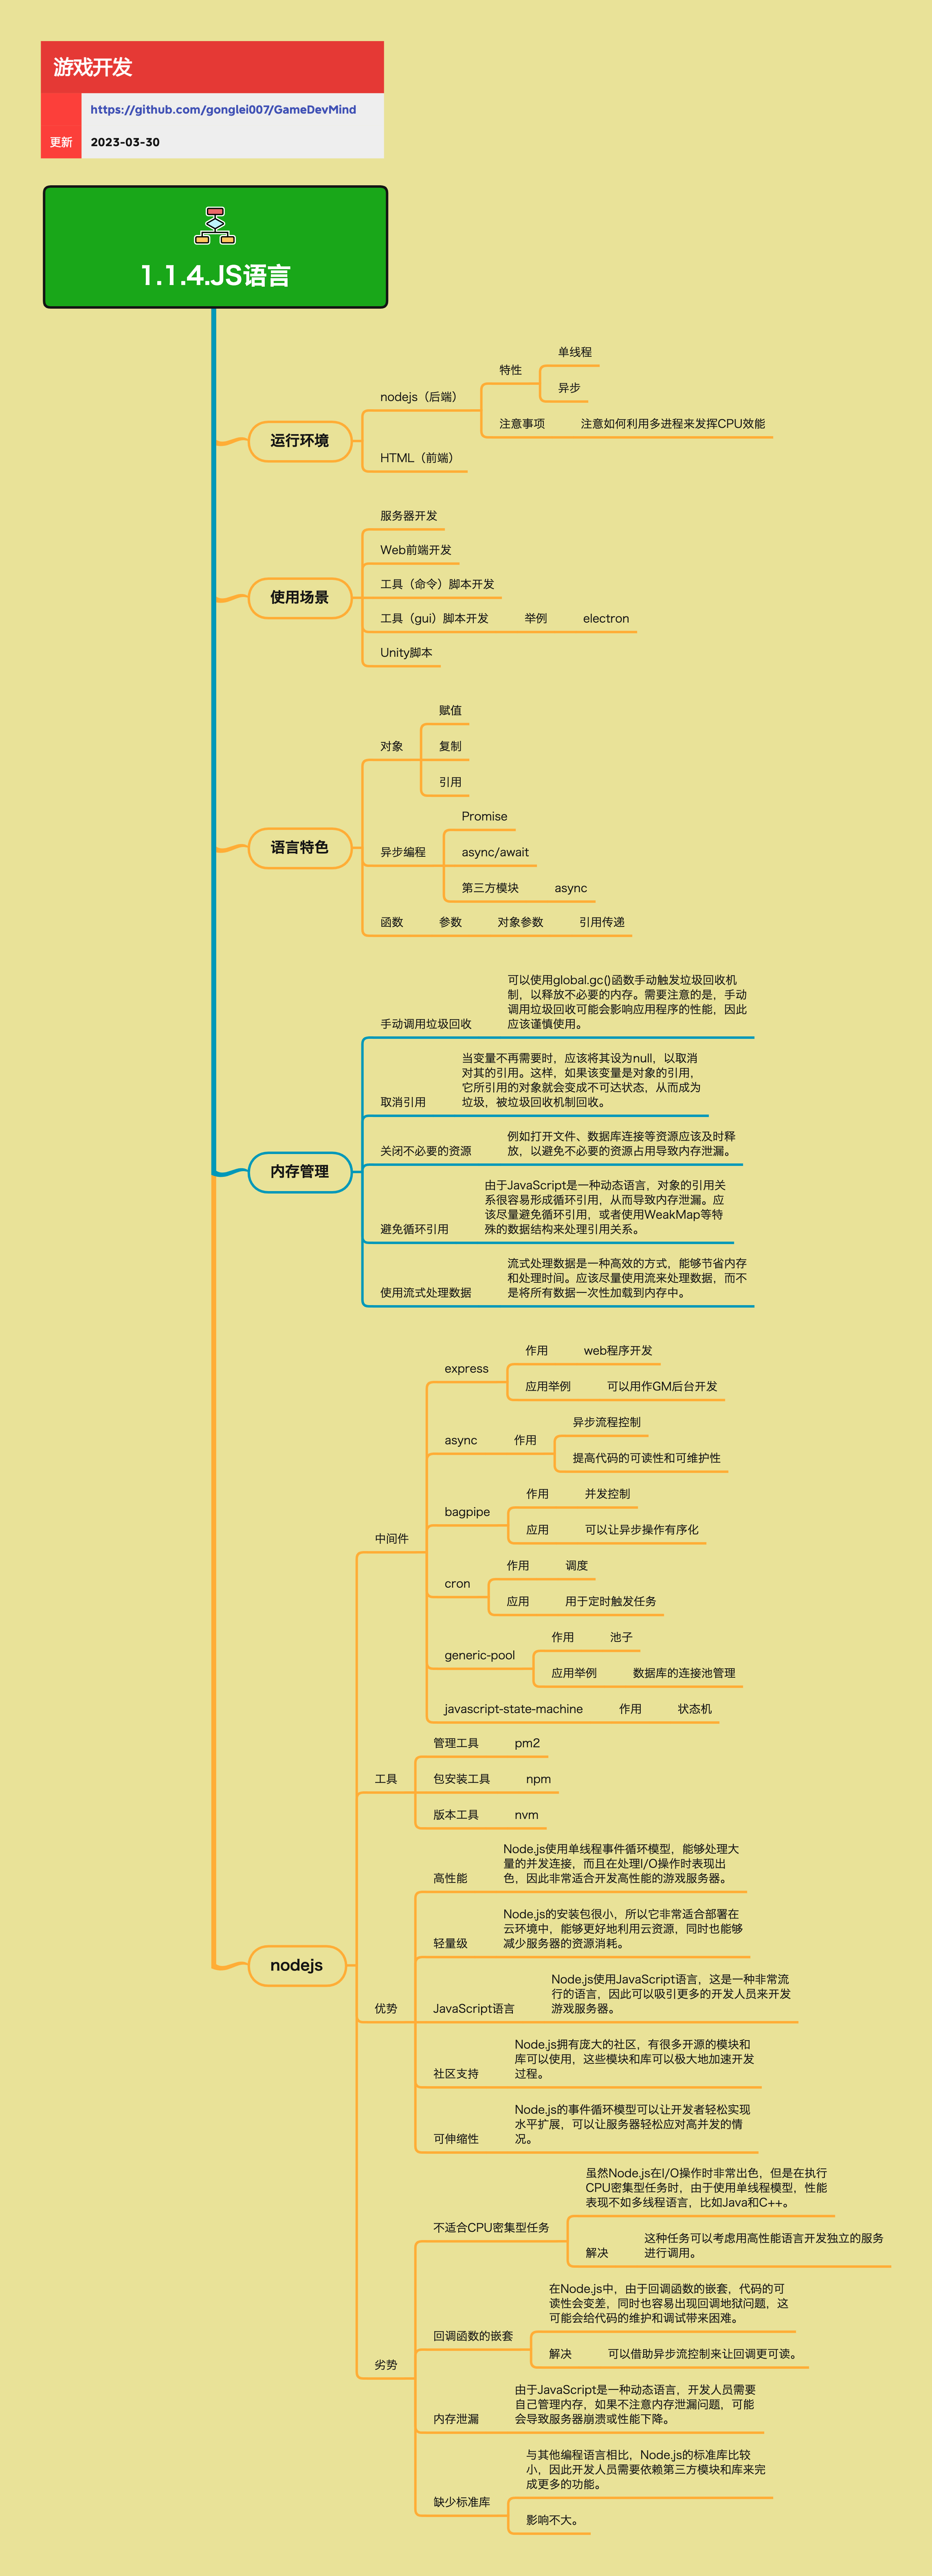 游戏开发
https://github.com/gonglei007/GameDevMind
更新 2023-03-30
1.1.4.JS语言
运行环境
nodejs（后端）
特性
单线程
异步
注意事项
注意如何利用多进程来发挥CPU效能
HTML（前端）
使用场景
服务器开发
Web前端开发
工具（命令）脚本开发
工具（gui）脚本开发
举例
electron
Unity脚本
语言特色
对象
赋值
复制
引用
异步编程
Promise
async/await
第三方模块
async
函数
参数
对象参数
引用传递
内存管理
手动调用垃圾回收
可以使用global.gc()函数手动触发垃圾回收机
制，以释放不必要的内存。需要注意的是，手动
调用垃圾回收可能会影响应用程序的性能，因此
应该谨慎使用。
取消引用
当变量不再需要时，应该将其设为null，以取消
对其的引用。这样，如果该变量是对象的引用，
它所引用的对象就会变成不可达状态，从而成为
垃圾，被垃圾回收机制回收。
关闭不必要的资源
例如打开文件、数据库连接等资源应该及时释
放，以避免不必要的资源占用导致内存泄漏。
避免循环引用
由于JavaScript是一种动态语言，对象的引用关
系很容易形成循环引用，从而导致内存泄漏。应
该尽量避免循环引用，或者使用WeakMap等特
殊的数据结构来处理引用关系。
使用流式处理数据
流式处理数据是一种高效的方式，能够节省内存
和处理时间。应该尽量使用流来处理数据，而不
是将所有数据一次性加载到内存中。
nodejs
中间件
express
作用
web程序开发
应用举例
可以用作GM后台开发
async
作用
异步流程控制
提高代码的可读性和可维护性
bagpipe
作用
并发控制
应用
可以让异步操作有序化
cron
作用
调度
应用
用于定时触发任务
generic-pool
作用
池子
应用举例
数据库的连接池管理
javascript-state-machine
作用
状态机
工具
管理工具
pm2
包安装工具
npm
版本工具
nvm
优势
高性能
Node.js使用单线程事件循环模型，能够处理大
量的并发连接，而且在处理I/O操作时表现出
色，因此非常适合开发高性能的游戏服务器。
轻量级
Node.js的安装包很小，所以它非常适合部署在
云环境中，能够更好地利用云资源，同时也能够
减少服务器的资源消耗。
JavaScript语言
Node.js使用JavaScript语言，这是一种非常流
行的语言，因此可以吸引更多的开发人员来开发
游戏服务器。
社区支持
Node.js拥有庞大的社区，有很多开源的模块和
库可以使用，这些模块和库可以极大地加速开发
过程。
可伸缩性
Node.js的事件循环模型可以让开发者轻松实现
水平扩展，可以让服务器轻松应对高并发的情
况。
劣势
不适合CPU密集型任务
虽然Node.js在I/O操作时非常出色，但是在执行
CPU密集型任务时，由于使用单线程模型，性能
表现不如多线程语言，比如Java和C++。
解决
这种任务可以考虑用高性能语言开发独立的服务
进行调用。
回调函数的嵌套
在Node.js中，由于回调函数的嵌套，代码的可
读性会变差，同时也容易出现回调地狱问题，这
可能会给代码的维护和调试带来困难。
解决
可以借助异步流控制来让回调更可读。
内存泄漏
由于JavaScript是一种动态语言，开发人员需要
自己管理内存，如果不注意内存泄漏问题，可能
会导致服务器崩溃或性能下降。
缺少标准库
与其他编程语言相比，Node.js的标准库比较
小，因此开发人员需要依赖第三方模块和库来完
成更多的功能。
影响不大。